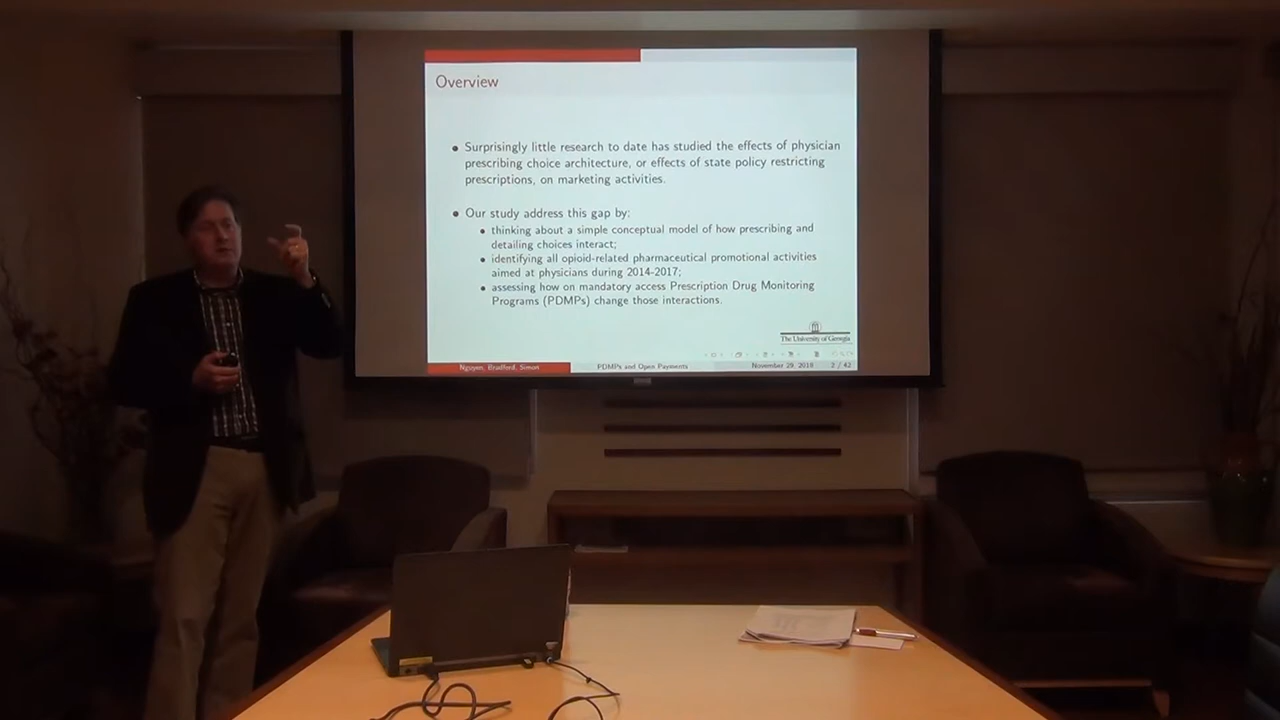 Overview
Surprisingly little research to date has studied the effects of physician
prescribing choice architecture, or effects of state policy restricting
prescriptions, on marketing activities.
Our study address this gap by:
thinking about a simple conceptual model of how prescribing and
detailing choices interact;
identifying all opioid-related pharmaceutical promotional activities
aimed at physicians during 2014-2017;
assessing how on mandatory access Prescription Drug Monitoring
Programs (PDMPs) change those interactions.
The University of Georgia
Nguyen, Bradford, Simon
PDMPs and Open Payments
November 29, 2018
2 / 42